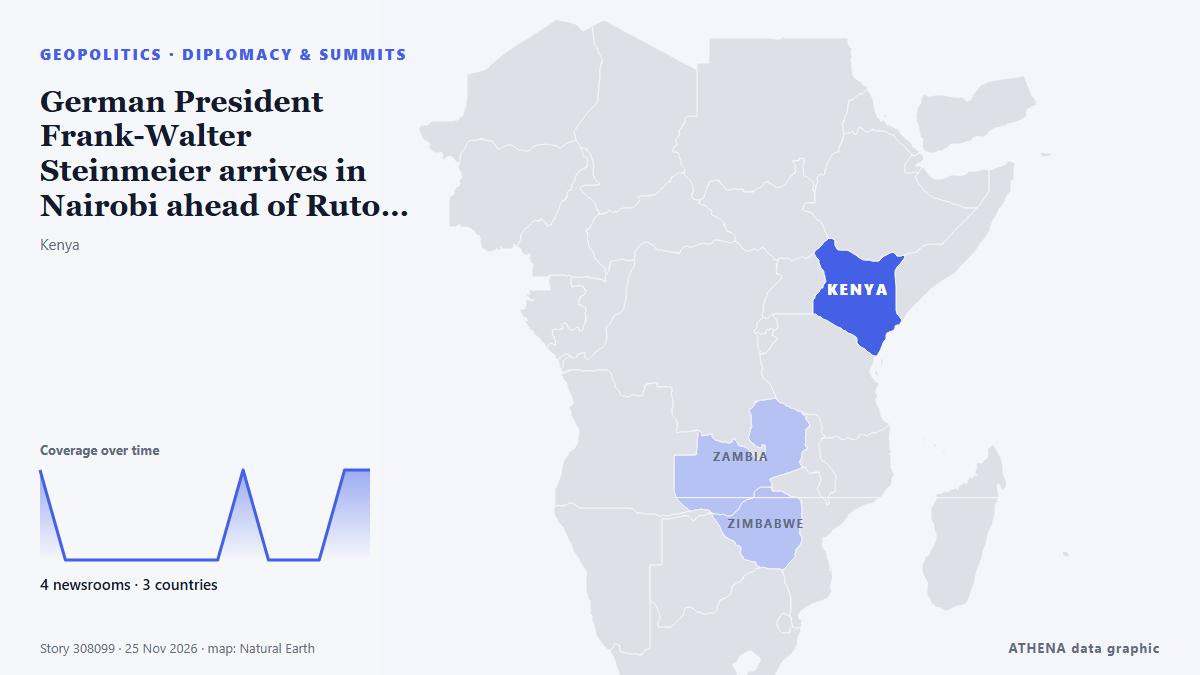 GEOPOLITICS · DIPLOMACY & SUMMITS
German President
Frank-Walter
Steinmeier arrives in
Nairobi ahead of Ruto...
Kenya
KENYA
ZAMBIA
ZIMBABWE
Coverage over time
4 newsrooms · 3 countries
Story 308099 · 25 Nov 2026 · map: Natural Earth
ATHENA data graphic